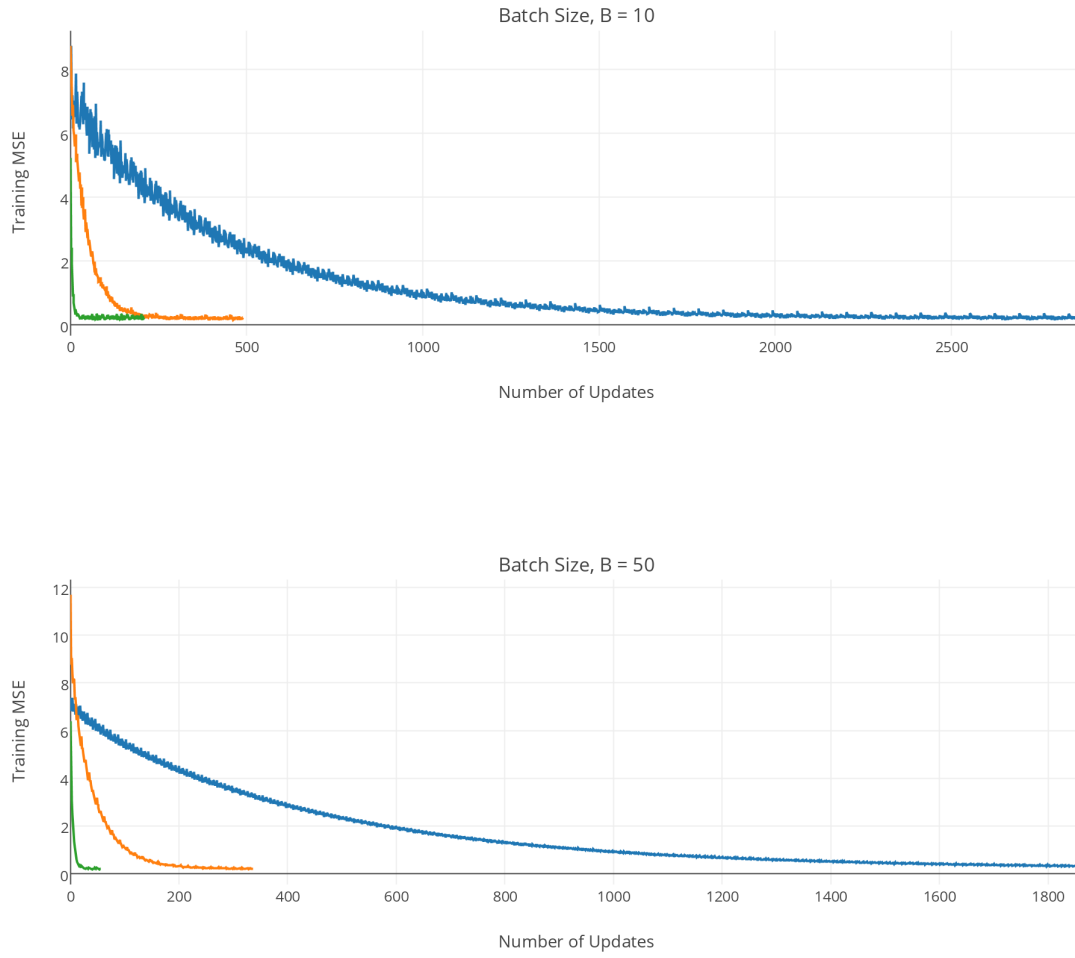 Batch Size, B = 10
Training MSE
8
6
4
2
0
0 500 1000 1500 2000 2500
Number of Updates
Batch Size, B = 50
Training MSE
12
10
8
6
4
2
0
0 200 400 600 800 1000 1200 1400 1600 1800
Number of Updates